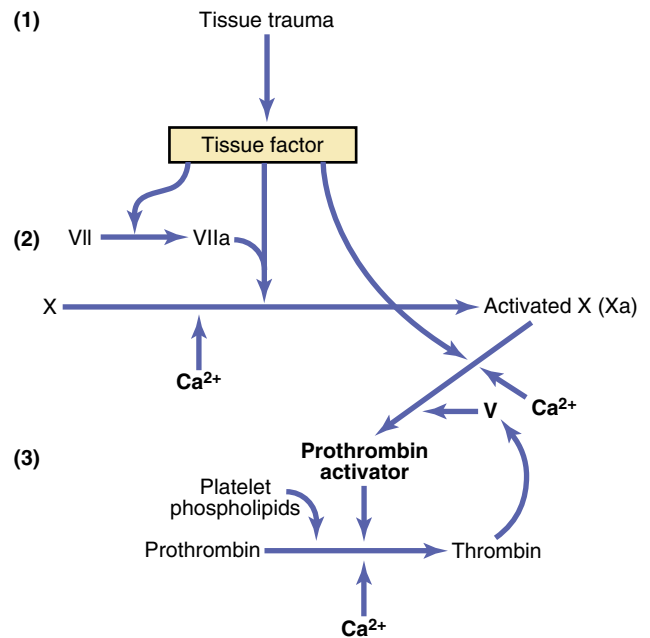 (1)
Tissue trauma
Tissue factor
(2)
VII
VIIa
X
Activated X (Xa)
Ca2+
V
Ca2+
(3)
Prothrombin
activator
Platelet
phospholipids
Prothrombin
Thrombin
Ca2+